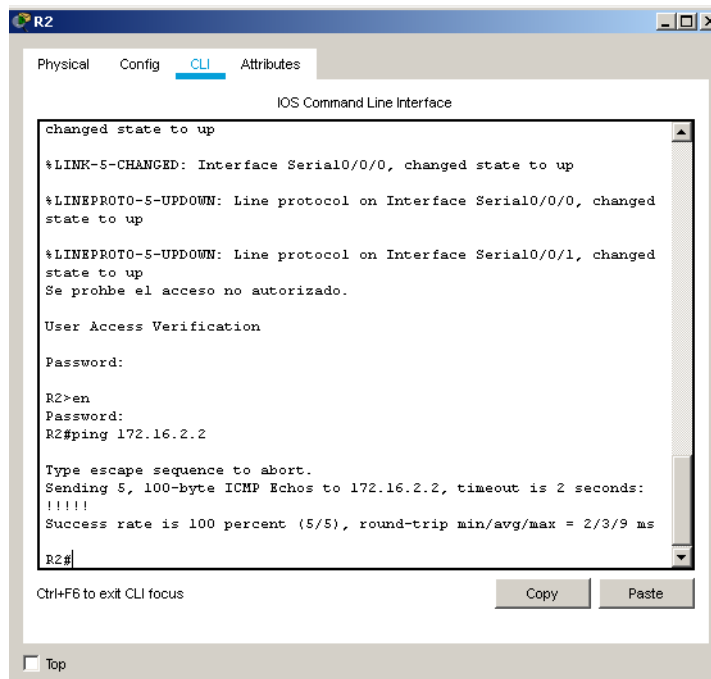 R2
Physical Config CLI Attributes
IOS Command Line Interface
changed state to up
%LINK-5-CHANGED: Interface Serial0/0/0, changed state to up
%LINEPROTO-5-UPDOWN: Line protocol on Interface Serial0/0/0, changed
state to up
%LINEPROTO-5-UPDOWN: Line protocol on Interface Serial0/0/1, changed
state to up
Se prohbe el acceso no autorizado.
User Access Verification
Password:
R2>en
Password:
R2#ping 172.16.2.2
Type escape sequence to abort.
Sending 5, 100-byte ICMP Echos to 172.16.2.2, timeout is 2 seconds:
!!!!!
Success rate is 100 percent (5/5), round-trip min/avg/max = 2/3/9 ms
R2#
Ctrl+F6 to exit CLI focus
Copy Paste
Top